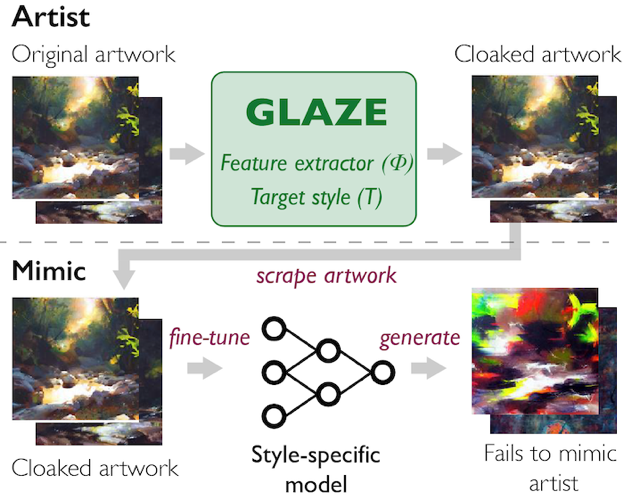 Artist
Original artwork
Cloaked artwork
GLAZE
Feature extractor (Φ)
Target style (T)
Mimic
scrape artwork
fine-tune
generate
Cloaked artwork
Style-specific
model
Fails to mimic
artist